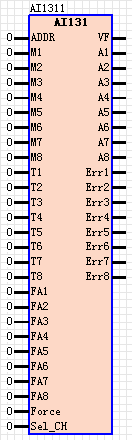 AI1311
AI131
0 ADDR VF
0 M1 A1
0 M2 A2
0 M3 A3
0 M4 A4
0 M5 A5
0 M6 A6
0 M7 A7
0 M8 A8
0 T1 Err1
0 T2 Err2
0 T3 Err3
0 T4 Err4
0 T5 Err5
0 T6 Err6
0 T7 Err7
0 T8 Err8
0 FA1
0 FA2
0 FA3
0 FA4
0 FA5
0 FA6
0 FA7
0 FA8
0 Force
0 Sel_CH